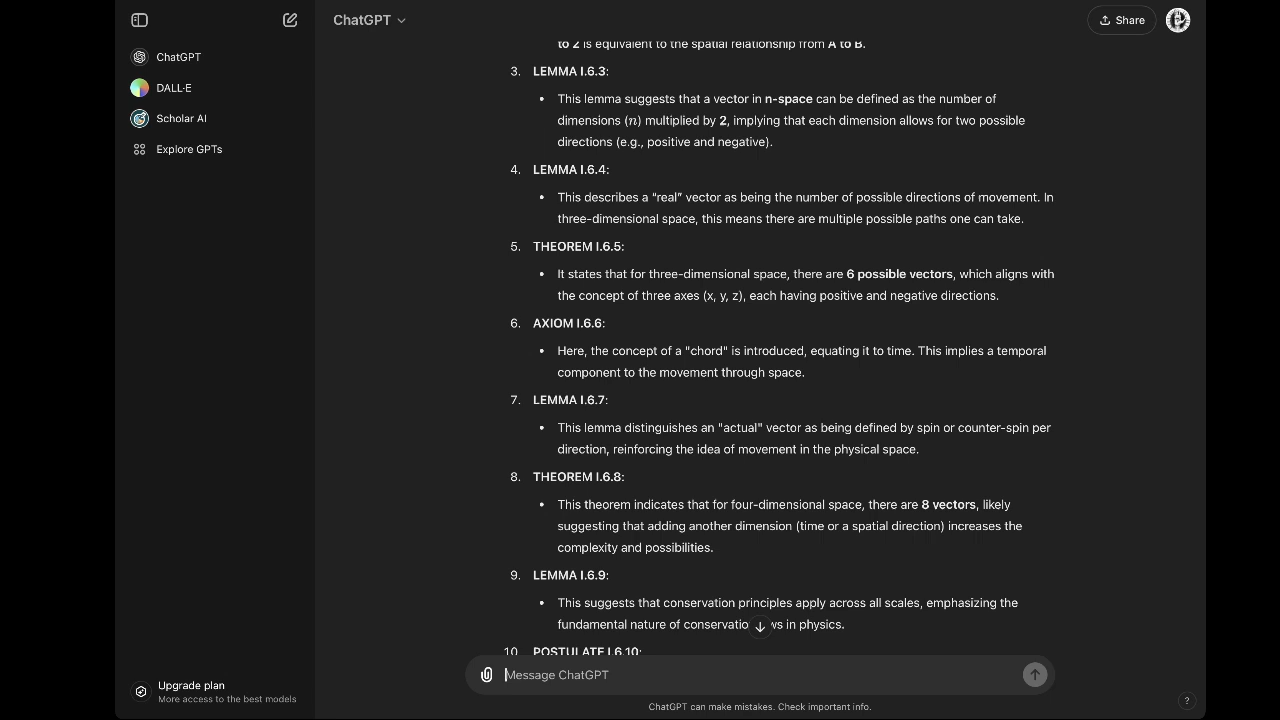 ChatGPT
Share
ChatGPT
DALL·E
Scholar AI
Explore GPTs
to 2 is equivalent to the spatial relationship from A to B.
3. LEMMA I.6.3:
• This lemma suggests that a vector in n-space can be defined as the number of
dimensions (n) multiplied by 2, implying that each dimension allows for two possible
directions (e.g., positive and negative).
4. LEMMA I.6.4:
• This describes a "real" vector as being the number of possible directions of movement. In
three-dimensional space, this means there are multiple possible paths one can take.
5. THEOREM I.6.5:
• It states that for three-dimensional space, there are 6 possible vectors, which aligns with
the concept of three axes (x, y, z), each having positive and negative directions.
6. AXIOM I.6.6:
• Here, the concept of a "chord" is introduced, equating it to time. This implies a temporal
component to the movement through space.
7. LEMMA I.6.7:
• This lemma distinguishes an "actual" vector as being defined by spin or counter-spin per
direction, reinforcing the idea of movement in the physical space.
8. THEOREM I.6.8:
• This theorem indicates that for four-dimensional space, there are 8 vectors, likely
suggesting that adding another dimension (time or a spatial direction) increases the
complexity and possibilities.
9. LEMMA I.6.9:
• This suggests that conservation principles apply across all scales, emphasizing the
fundamental nature of conservatio ws in physics.
10. POSTULATE I.6.10:
Message ChatGPT
Upgrade plan
More access to the best models
ChatGPT can make mistakes. Check important info.
?